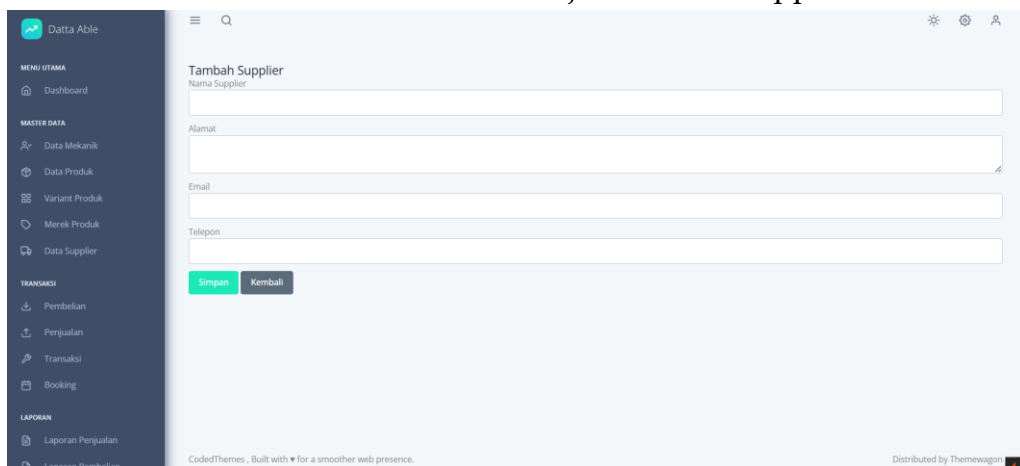 Datta Able
MENU UTAMA
Dashboard
MASTER DATA
Data Mekanik
Data Produk
Variant Produk
Merek Produk
Data Supplier
TRANSAKSI
Pembelian
Penjualan
Transaksi
Booking
LAPORAN
Laporan Penjualan
Tambah Supplier
Nama Supplier
Alamat
Email
Telepon
Simpan Kembali
CodedThemes , Built with ♥ for a smoother web presence.
Distributed by Themewagon